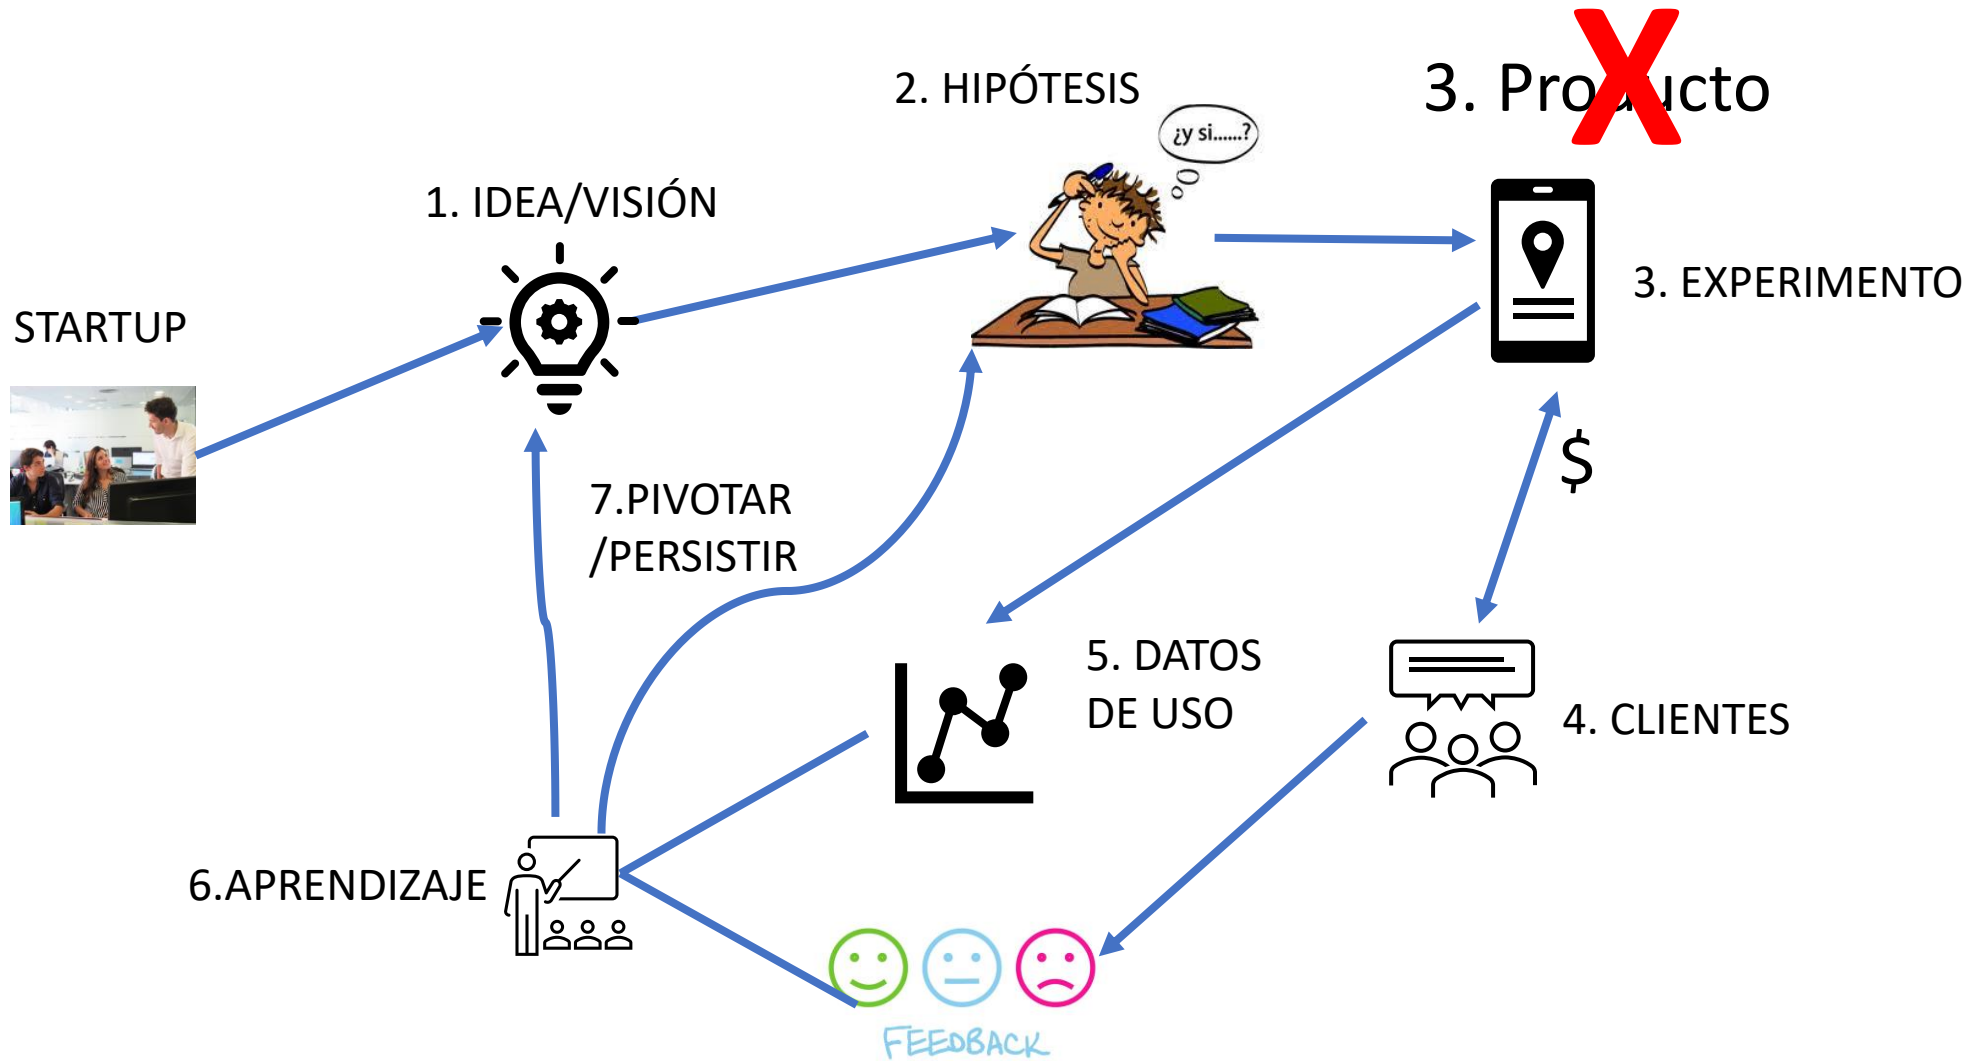 3. Producto
X
2. HIPÓTESIS
¿y si......?
1. IDEA/VISIÓN
3. EXPERIMENTO
STARTUP
$
7.PIVOTAR
/PERSISTIR
5. DATOS
DE USO
4. CLIENTES
6.APRENDIZAJE
FEEDBACK